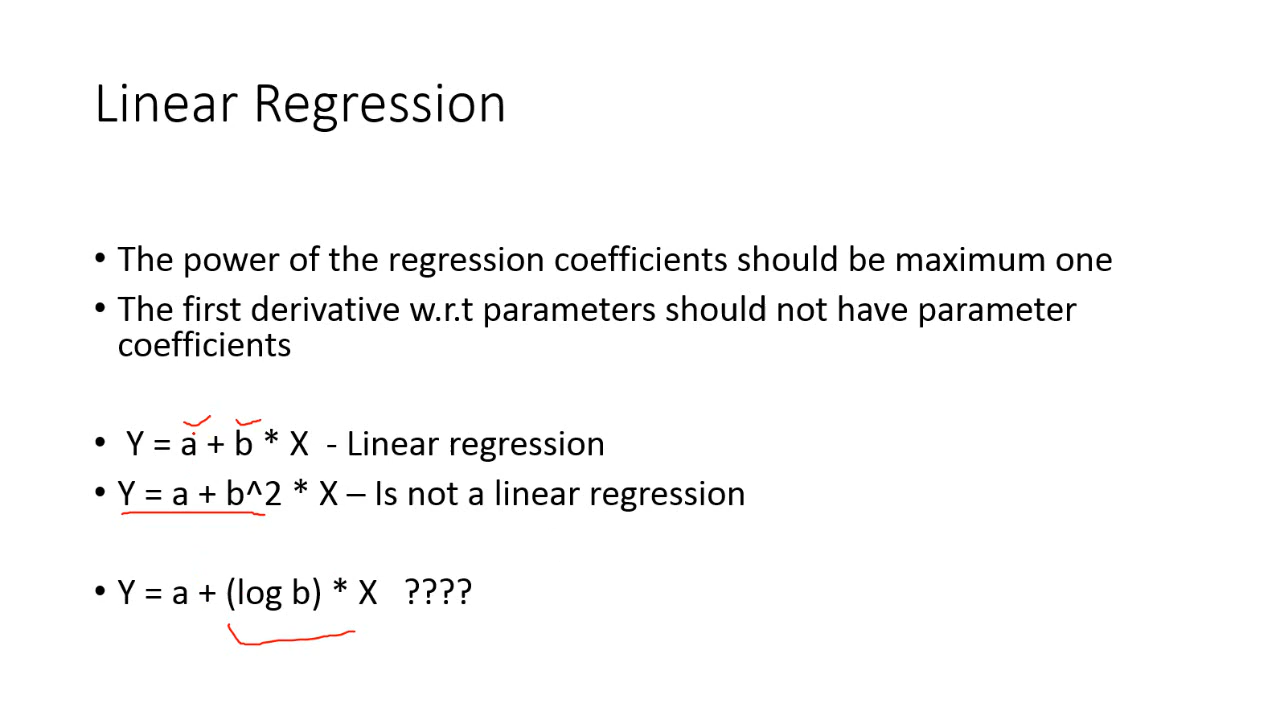 Linear Regression
• The power of the regression coefficients should be maximum one
• The first derivative w.r.t parameters should not have parameter
coefficients
• Y = a + b * X - Linear regression
• Y = a + b^2 * X – Is not a linear regression
• Y = a + (log b) * X ????